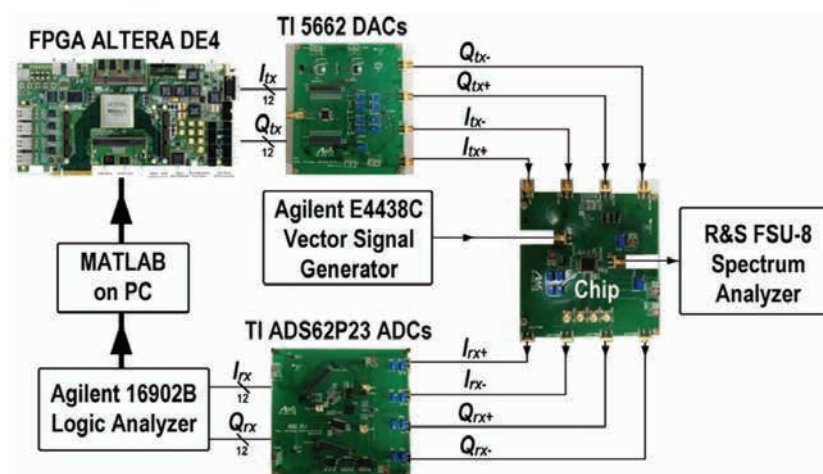 TI 5662 DACs
FPGA ALTERA DE4
Itx
12
Qtx
12
Qtx-
Qtx+
Itx-
Itx+
Agilent E4438C
Vector Signal
Generator
R&S FSU-8
Spectrum
Analyzer
MATLAB
on PC
Chip
TI ADS62P23 ADCs
Agilent 16902B
Logic Analyzer
Irx
12
Qrx
12
Irx+
Irx-
Qrx+
Qrx-